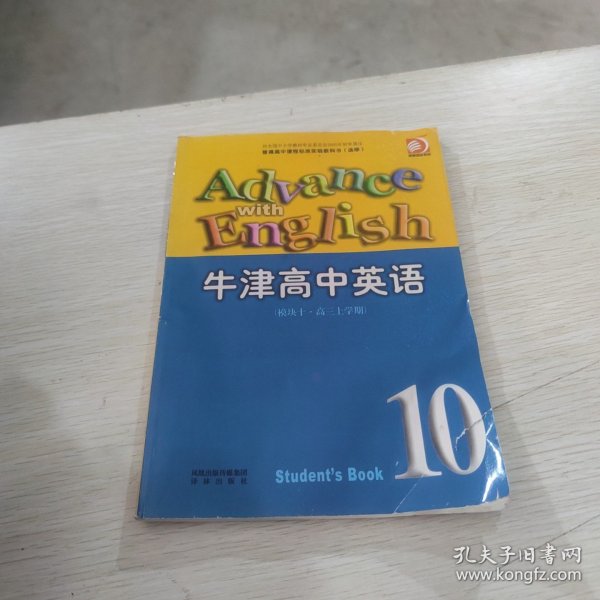 普通高中课程标准实验教科书（选修）
Advance
with
English
牛津高中英语
（模块十·高三上学期）
10
Student's Book
凤凰出版传媒集团
译林出版社
孔夫子旧书网
www.kongfz.com